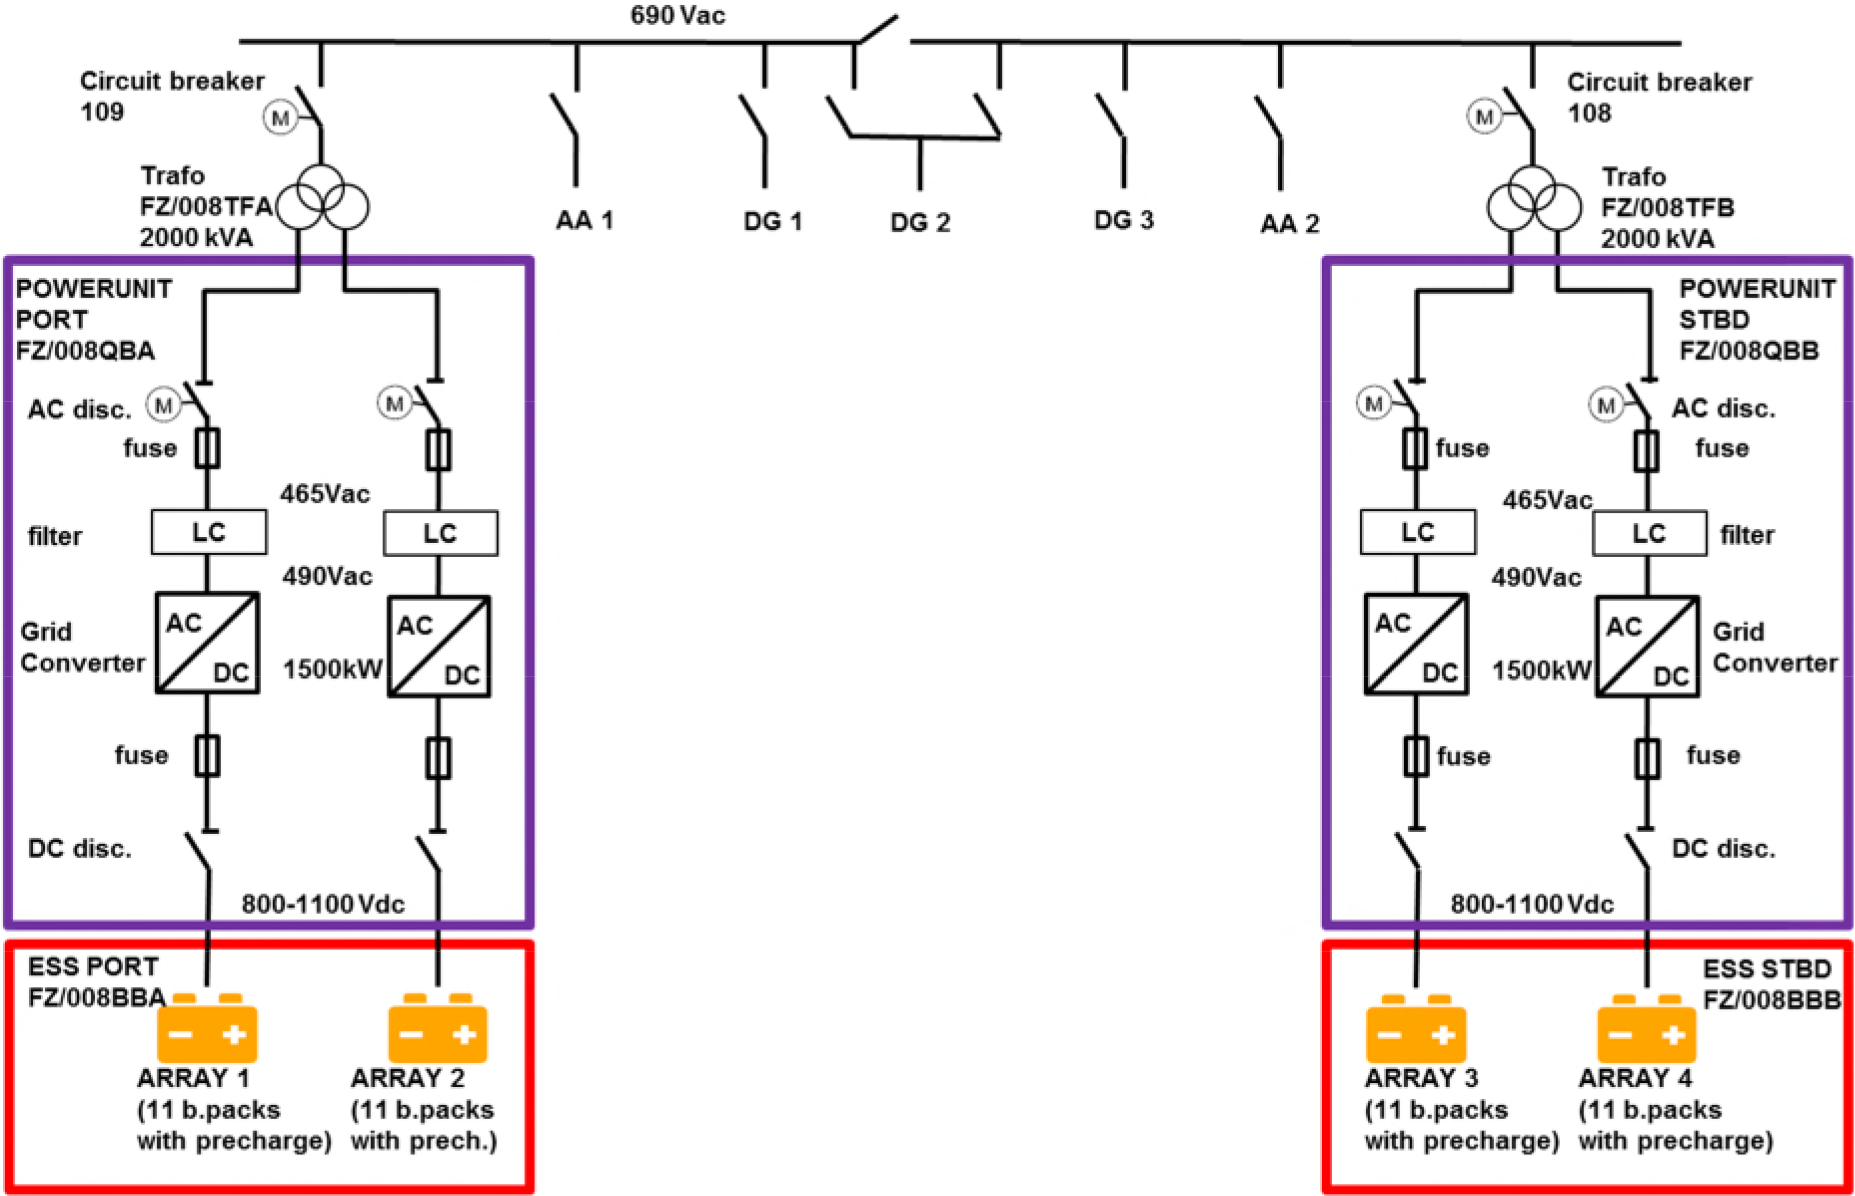 690 Vac
Circuit breaker
109
M
Circuit breaker
108
M
Trafo
FZ/008TFA
2000 kVA
AA 1
DG 1
DG 2
DG 3
AA 2
Trafo
FZ/008TFB
2000 kVA
POWERUNIT
PORT
FZ/008QBA
AC disc.
M
M
fuse
465Vac
filter
LC
LC
490Vac
Grid
Converter
AC
DC
1500kW
AC
DC
fuse
DC disc.
800-1100 Vdc
POWERUNIT
STBD
FZ/008QBB
M
M
AC disc.
fuse
fuse
465Vac
LC
LC
filter
490Vac
AC
DC
1500kW
AC
DC
Grid
Converter
fuse
fuse
DC disc.
800-1100 Vdc
ESS PORT
FZ/008BBA
ARRAY 1
(11 b.packs
with precharge)
ARRAY 2
(11 b.packs
with prech.)
ESS STBD
FZ/008BBB
ARRAY 3
(11 b.packs
with precharge)
ARRAY 4
(11 b.packs
with precharge)